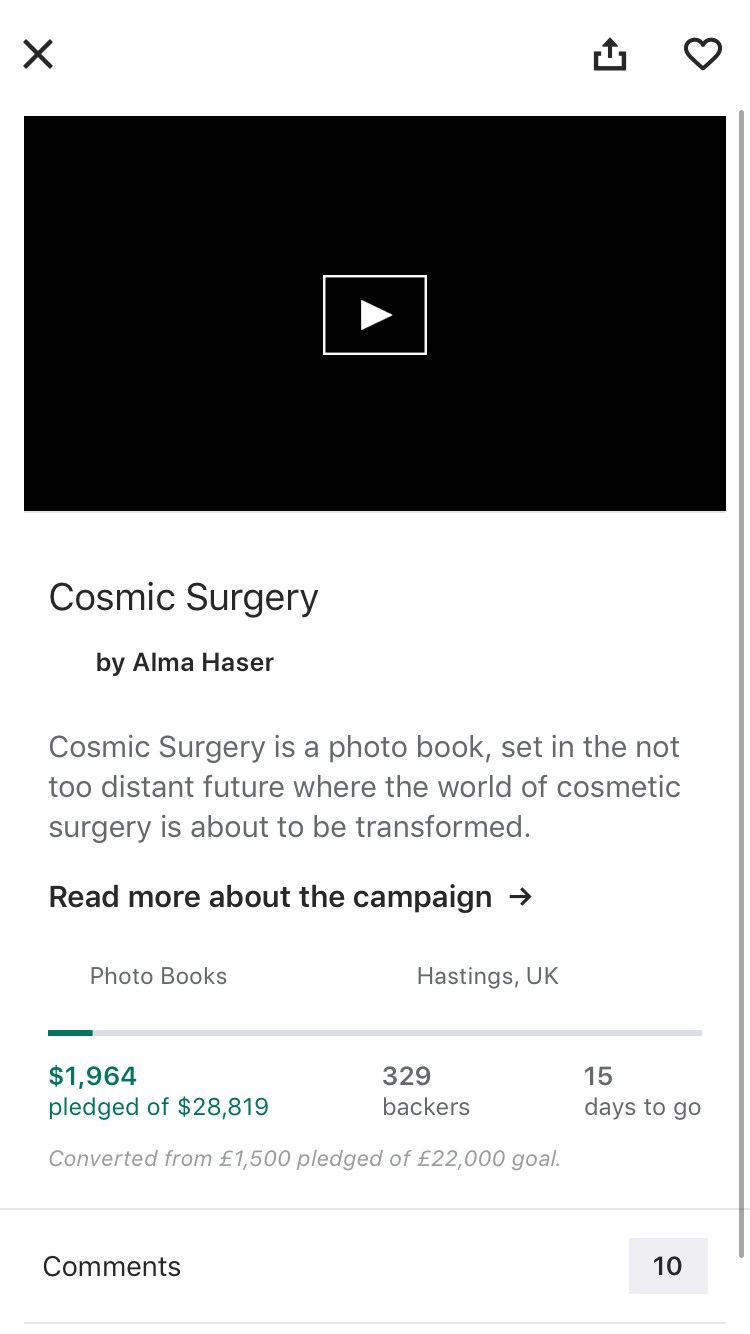 Cosmic Surgery
by Alma Haser
Cosmic Surgery is a photo book, set in the not
too distant future where the world of cosmetic
surgery is about to be transformed.
Read more about the campaign →
Photo Books
Hastings, UK
$1,964
pledged of $28,819
329
backers
15
days to go
Converted from £1,500 pledged of £22,000 goal.
Comments
10